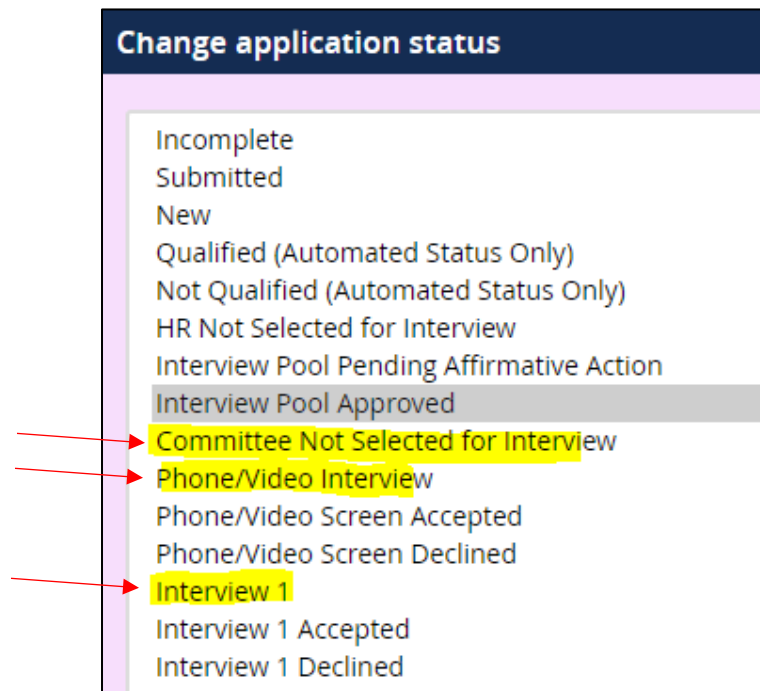 Change application status
Incomplete
Submitted
New
Qualified (Automated Status Only)
Not Qualified (Automated Status Only)
HR Not Selected for Interview
Interview Pool Pending Affirmative Action
Interview Pool Approved
Committee Not Selected for Interview
Phone/Video Interview
Phone/Video Screen Accepted
Phone/Video Screen Declined
Interview 1
Interview 1 Accepted
Interview 1 Declined